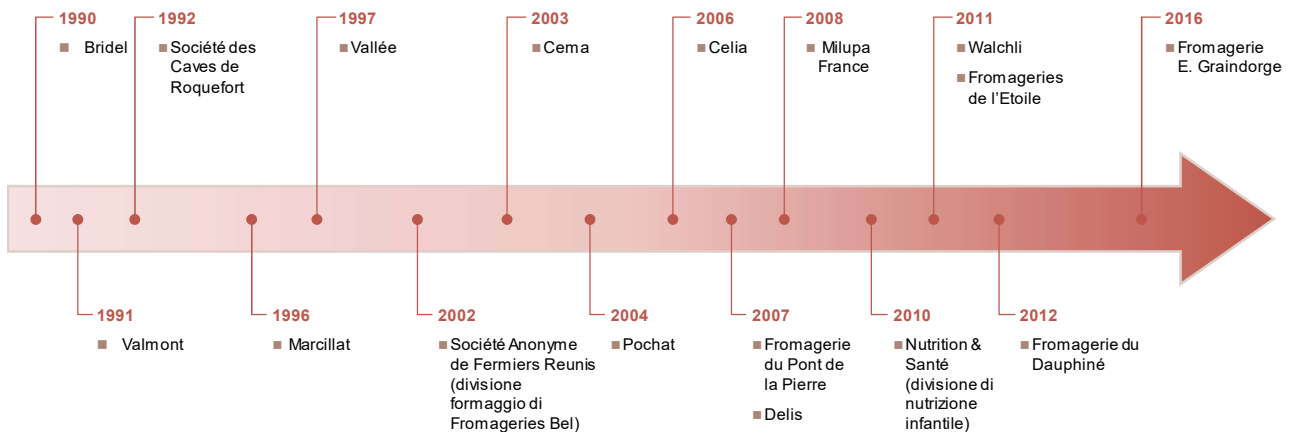 1990
Bridel
1992
Société des
Caves de
Roquefort
1997
Vallée
2003
Cema
2006
Celia
2008
Milupa
France
2011
Walchli
Fromageries
de l'Etoile
2016
Fromagerie
E. Graindorge
1991
Valmont
1996
Marcillat
2002
Société Anonyme
de Fermiers Reunis
(divisione
formaggio di
Fromageries Bel)
2004
Pochat
2007
Fromagerie
du Pont de
la Pierre
Delis
2010
Nutrition &
Santé
(divisione di
nutrizione
infantile)
2012
Fromagerie du
Dauphiné